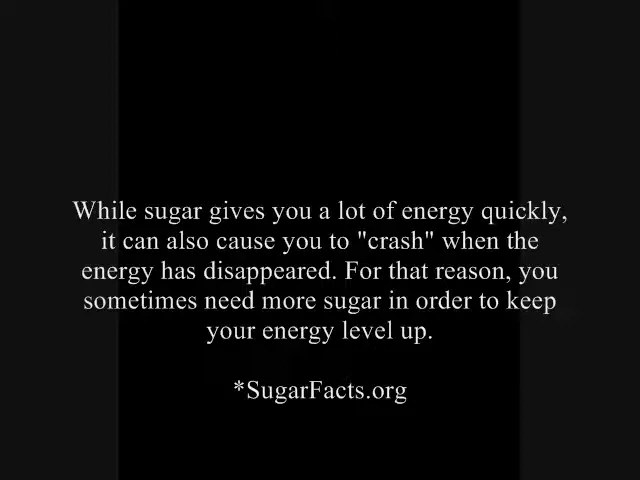 While sugar gives you a lot of energy quickly,
it can also cause you to "crash" when the
energy has disappeared. For that reason, you
sometimes need more sugar in order to keep
your energy level up.
*SugarFacts.org